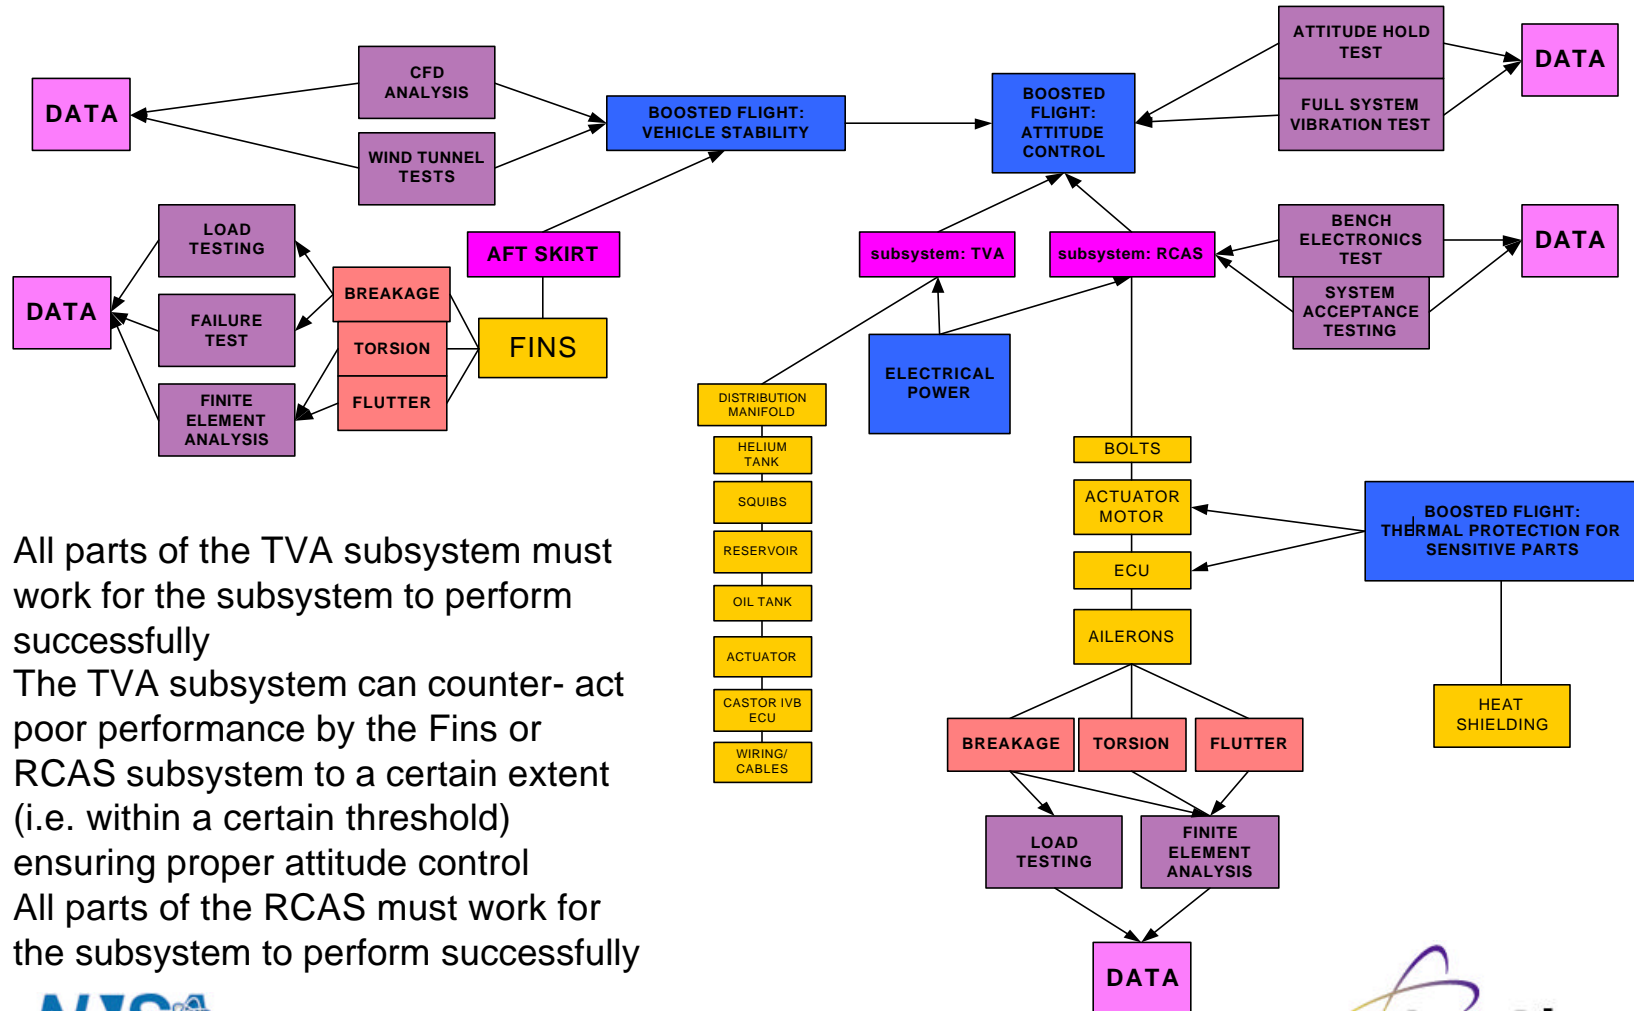 DATA
CFD
ANALYSIS
WIND TUNNEL
TESTS
BOOSTED FLIGHT:
VEHICLE STABILITY
BOOSTED
FLIGHT:
ATTITUDE
CONTROL
ATTITUDE HOLD
TEST
FULL SYSTEM
VIBRATION TEST
DATA
LOAD
TESTING
FAILURE
TEST
FINITE
ELEMENT
ANALYSIS
DATA
BREAKAGE
TORSION
FLUTTER
AFT SKIRT
FINS
subsystem: TVA
subsystem: RCAS
BENCH
ELECTRONICS
TEST
SYSTEM
ACCEPTANCE
TESTING
DATA
ELECTRICAL
POWER
DISTRIBUTION
MANIFOLD
HELIUM
TANK
SQUIBS
RESERVOIR
OIL TANK
ACTUATOR
CASTOR IVB
ECU
WIRING/
CABLES
BOLTS
ACTUATOR
MOTOR
ECU
AILERONS
BOOSTED FLIGHT:
THERMAL PROTECTION FOR
SENSITIVE PARTS
HEAT
SHIELDING
BREAKAGE
TORSION
FLUTTER
LOAD
TESTING
FINITE
ELEMENT
ANALYSIS
DATA
All parts of the TVA subsystem must
work for the subsystem to perform
successfully
The TVA subsystem can counter- act
poor performance by the Fins or
RCAS subsystem to a certain extent
(i.e. within a certain threshold)
ensuring proper attitude control
All parts of the RCAS must work for
the subsystem to perform successfully